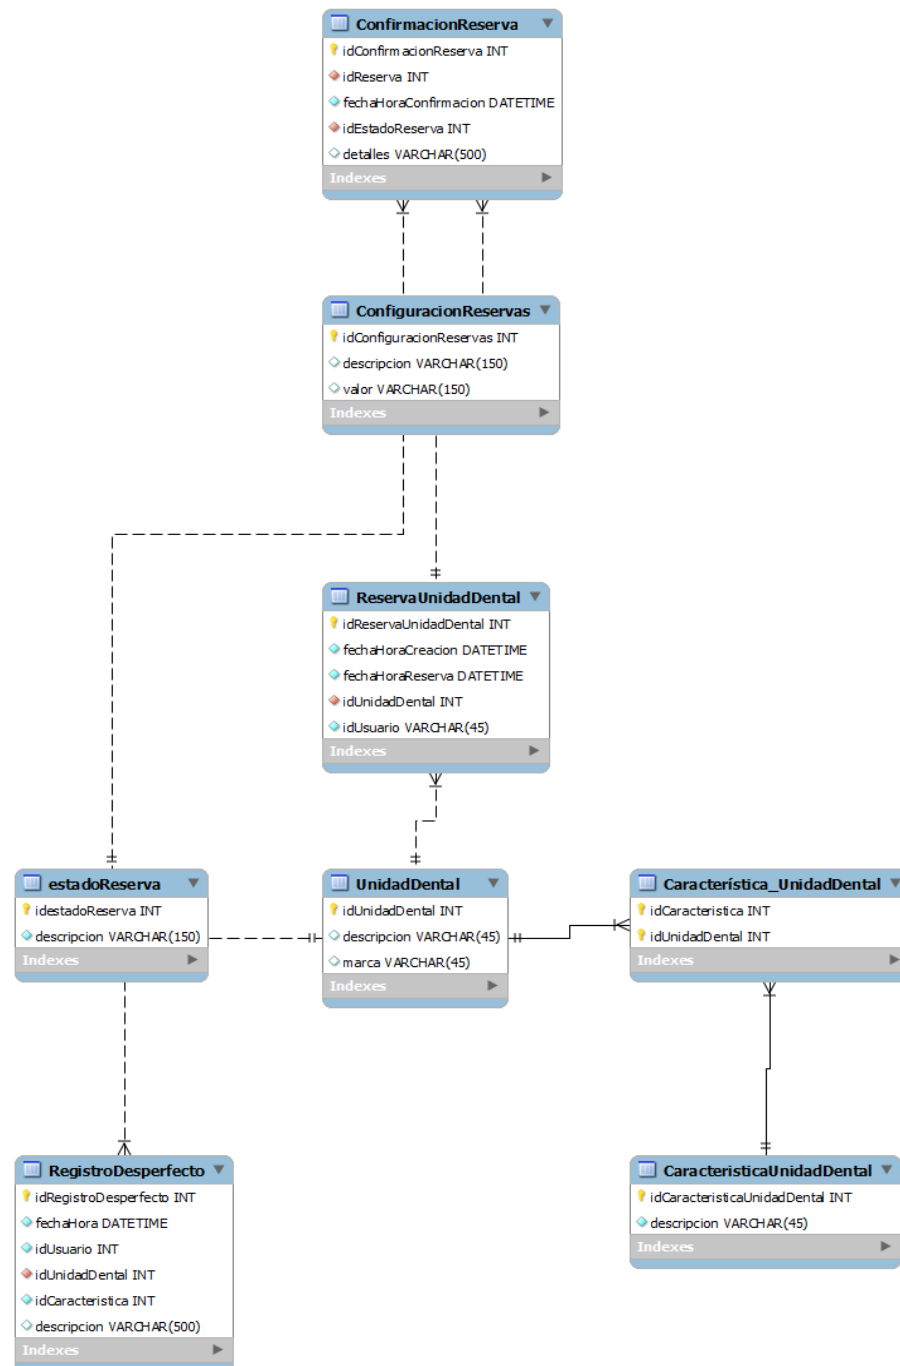 ConfirmacionReserva
idConfirmacionReserva INT
idReserva INT
fechaHoraConfirmacion DATETIME
idEstadoReserva INT
detalles VARCHAR(500)
Indexes
ConfiguracionReservas
idConfiguracionReservas INT
descripcion VARCHAR(150)
valor VARCHAR(150)
Indexes
ReservaUnidadDental
idReservaUnidadDental INT
fechaHoraCreacion DATETIME
fechaHoraReserva DATETIME
idUnidadDental INT
idUsuario VARCHAR(45)
Indexes
estadoReserva
idestadoReserva INT
descripcion VARCHAR(150)
Indexes
UnidadDental
idUnidadDental INT
descripcion VARCHAR(45)
marca VARCHAR(45)
Indexes
Característica_UnidadDental
idCaracteristica INT
idUnidadDental INT
Indexes
RegistroDesperfecto
idRegistroDesperfecto INT
fechaHora DATETIME
idUsuario INT
idUnidadDental INT
idCaracteristica INT
descripcion VARCHAR(500)
Indexes
CaracteristicaUnidadDental
idCaracteristicaUnidadDental INT
descripcion VARCHAR(45)
Indexes